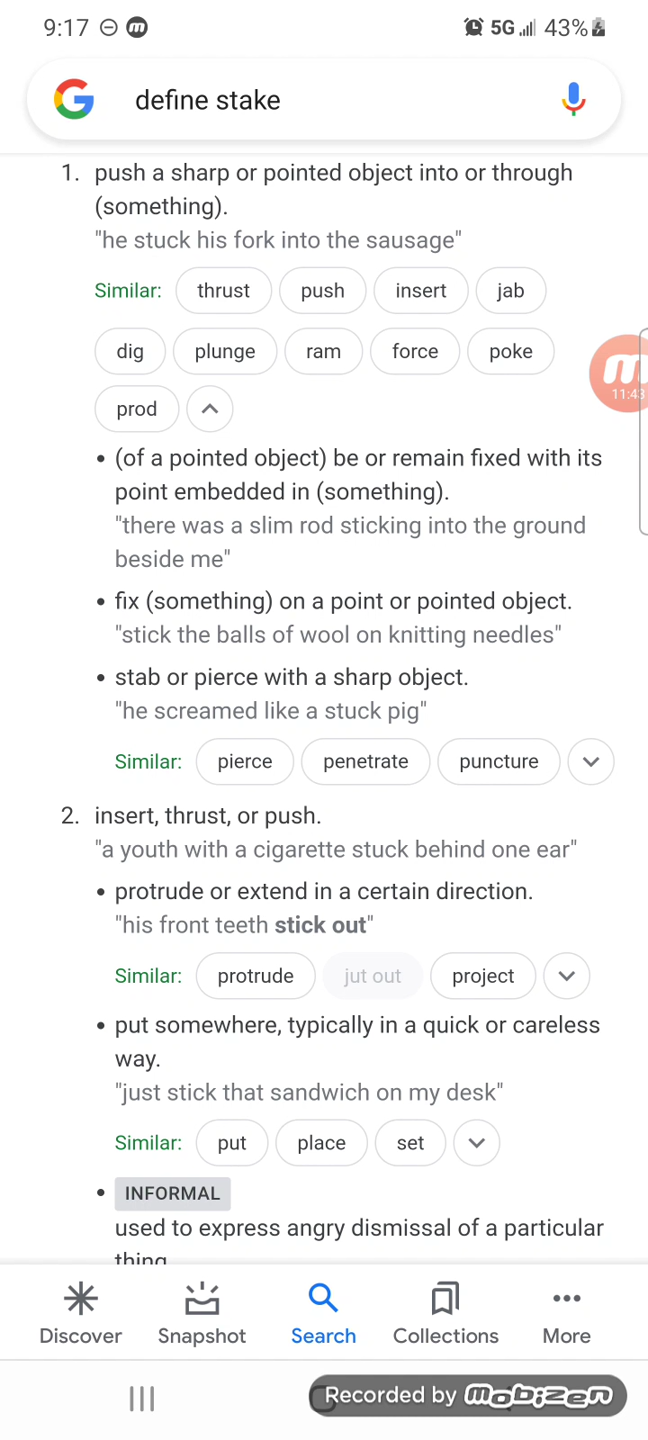 9:17 m 5G 43%
G define stake
1. push a sharp or pointed object into or through
(something).
"he stuck his fork into the sausage"
Similar: thrust push insert jab
dig plunge ram force poke
prod
m
11:43
• (of a pointed object) be or remain fixed with its
point embedded in (something).
"there was a slim rod sticking into the ground
beside me"
• fix (something) on a point or pointed object.
"stick the balls of wool on knitting needles"
• stab or pierce with a sharp object.
"he screamed like a stuck pig"
Similar: pierce penetrate puncture
2. insert, thrust, or push.
"a youth with a cigarette stuck behind one ear"
• protrude or extend in a certain direction.
"his front teeth stick out"
Similar: protrude jut out project
• put somewhere, typically in a quick or careless
way.
"just stick that sandwich on my desk"
Similar: put place set
• INFORMAL
used to express angry dismissal of a particular
thing
Discover Snapshot Search Collections More
Recorded by mobizen